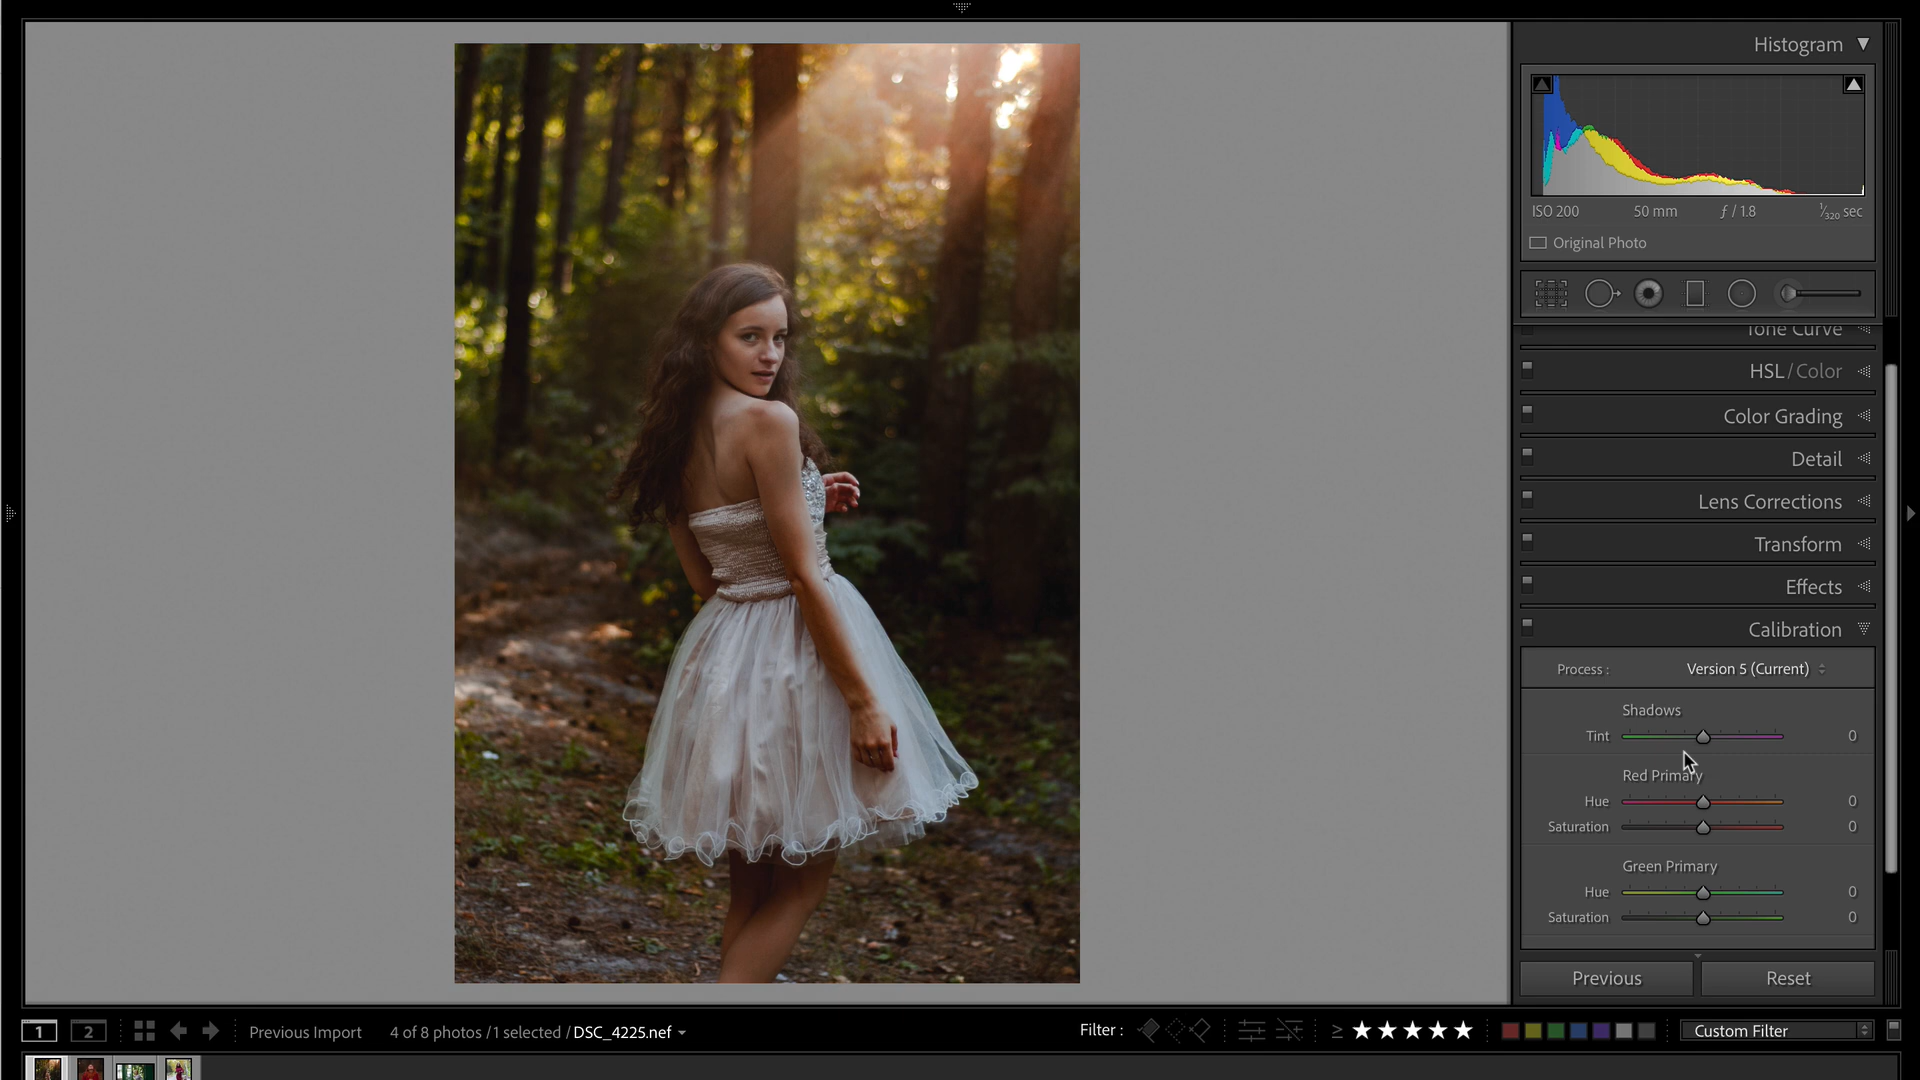 Histogram
ISO 200 50 mm ƒ / 1.8 1/320 sec
Original Photo
Tone Curve
HSL / Color
Color Grading
Detail
Lens Corrections
Transform
Effects
Calibration
Process : Version 5 (Current)
Shadows
Tint 0
Red Primary
Hue 0
Saturation 0
Green Primary
Hue 0
Saturation 0
Previous Reset
1 2 Previous Import 4 of 8 photos / 1 selected / DSC_4225.nef Filter : ≥ ★★★★★ Custom Filter